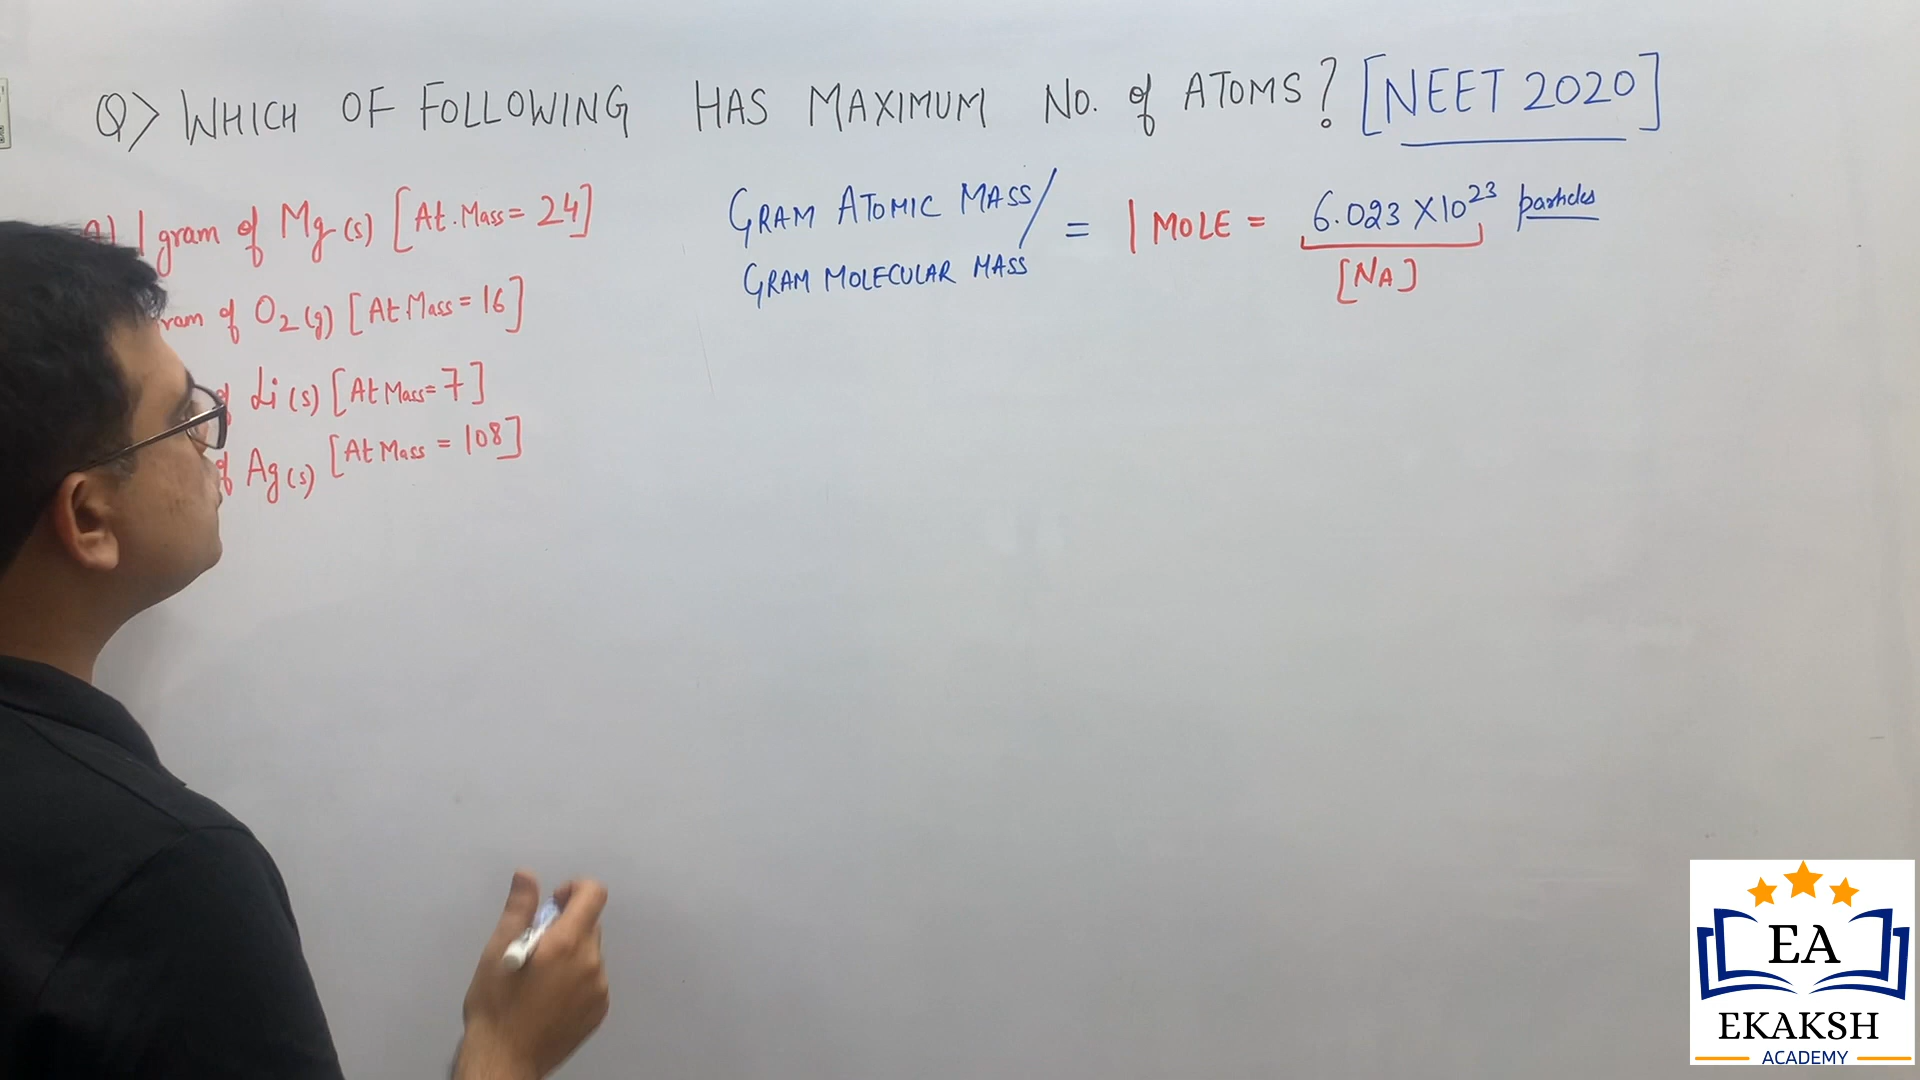 Q> WHICH OF FOLLOWING HAS MAXIMUM NO. of ATOMS? [NEET 2020]
1 gram of Mg(s) [At. Mass = 24]
of O2(g) [At Mass = 16]
Li(s) [At Mass = 7]
of Ag(s) [At Mass = 108]
GRAM ATOMIC MASS/
GRAM MOLECULAR MASS
= 1 MOLE = 6.023 X 10^23 particles
[NA]
EA
EKAKSH
ACADEMY